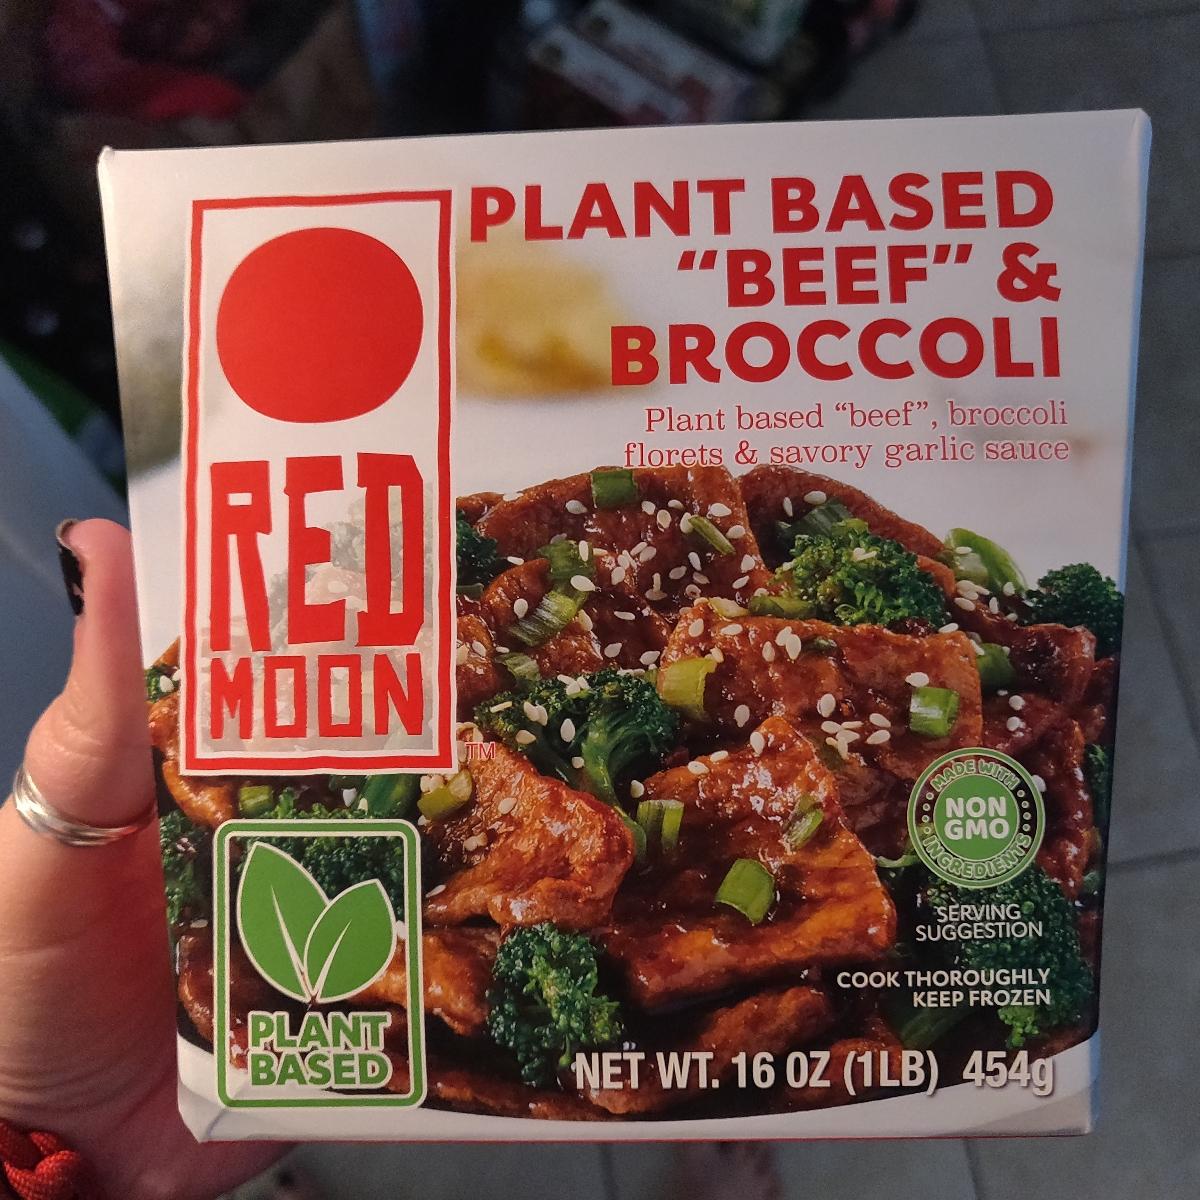 PLANT BASED
"BEEF" &
BROCCOLI
Plant based "beef", broccoli
florets & savory garlic sauce
RED
MOON
TM
MADE WITH
NON
GMO
INGREDIENTS
SERVING
SUGGESTION
COOK THOROUGHLY
KEEP FROZEN
PLANT
BASED
NET WT. 16 OZ (1LB) 454g